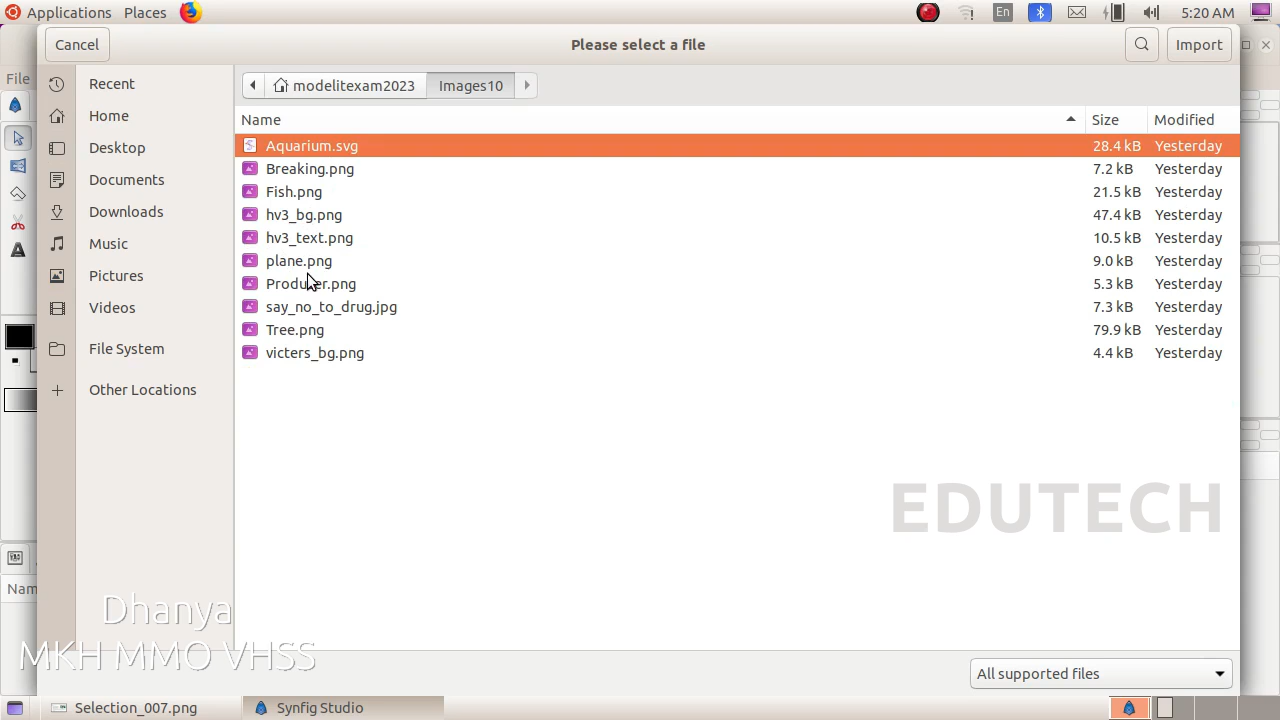 Applications Places En 5:20 AM
Cancel Please select a file Import
File
modelitexam2023 Images10
Name Size Modified
Recent
Home
Desktop
Documents
Downloads
Music
Pictures
Videos
File System
Other Locations
Aquarium.svg 28.4 kB Yesterday
Breaking.png 7.2 kB Yesterday
Fish.png 21.5 kB Yesterday
hv3_bg.png 47.4 kB Yesterday
hv3_text.png 10.5 kB Yesterday
plane.png 9.0 kB Yesterday
Producer.png 5.3 kB Yesterday
say_no_to_drug.jpg 7.3 kB Yesterday
Tree.png 79.9 kB Yesterday
victers_bg.png 4.4 kB Yesterday
EDUTECH
Nam
Dhanya
MKH MMO VHSS
All supported files
Selection_007.png Synfig Studio